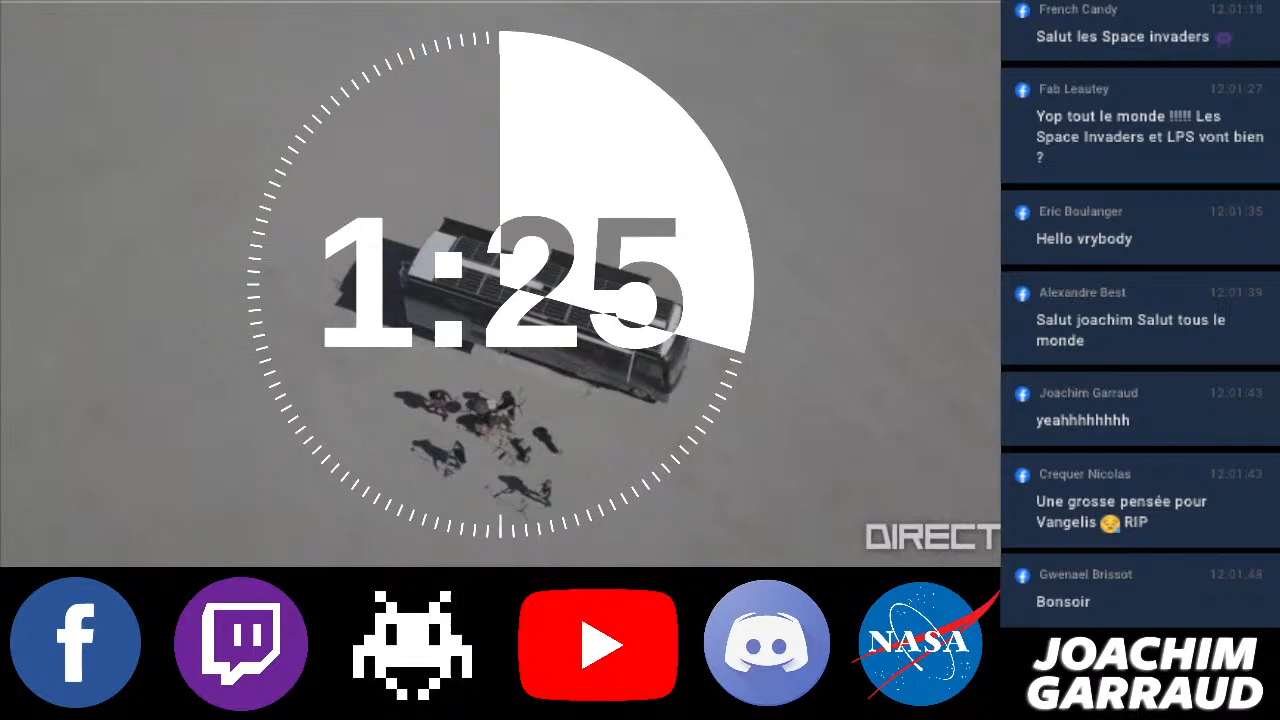 1:25
DIRECT
NASA
French Candy 12:01:18
Salut les Space invaders
Fab Leautey 12:01:27
Yop tout le monde !!!!! Les
Space Invaders et LPS vont bien
?
Eric Boulanger 12:01:35
Hello vrybody
Alexandre Best 12:01:39
Salut joachim Salut tous le
monde
Joachim Garraud 12:01:43
yeahhhhhhhh
Crequer Nicolas 12:01:43
Une grosse pensée pour
Vangelis 😪 RIP
Gwenael Brissot 12:01:48
Bonsoir
JOACHIM
GARRAUD